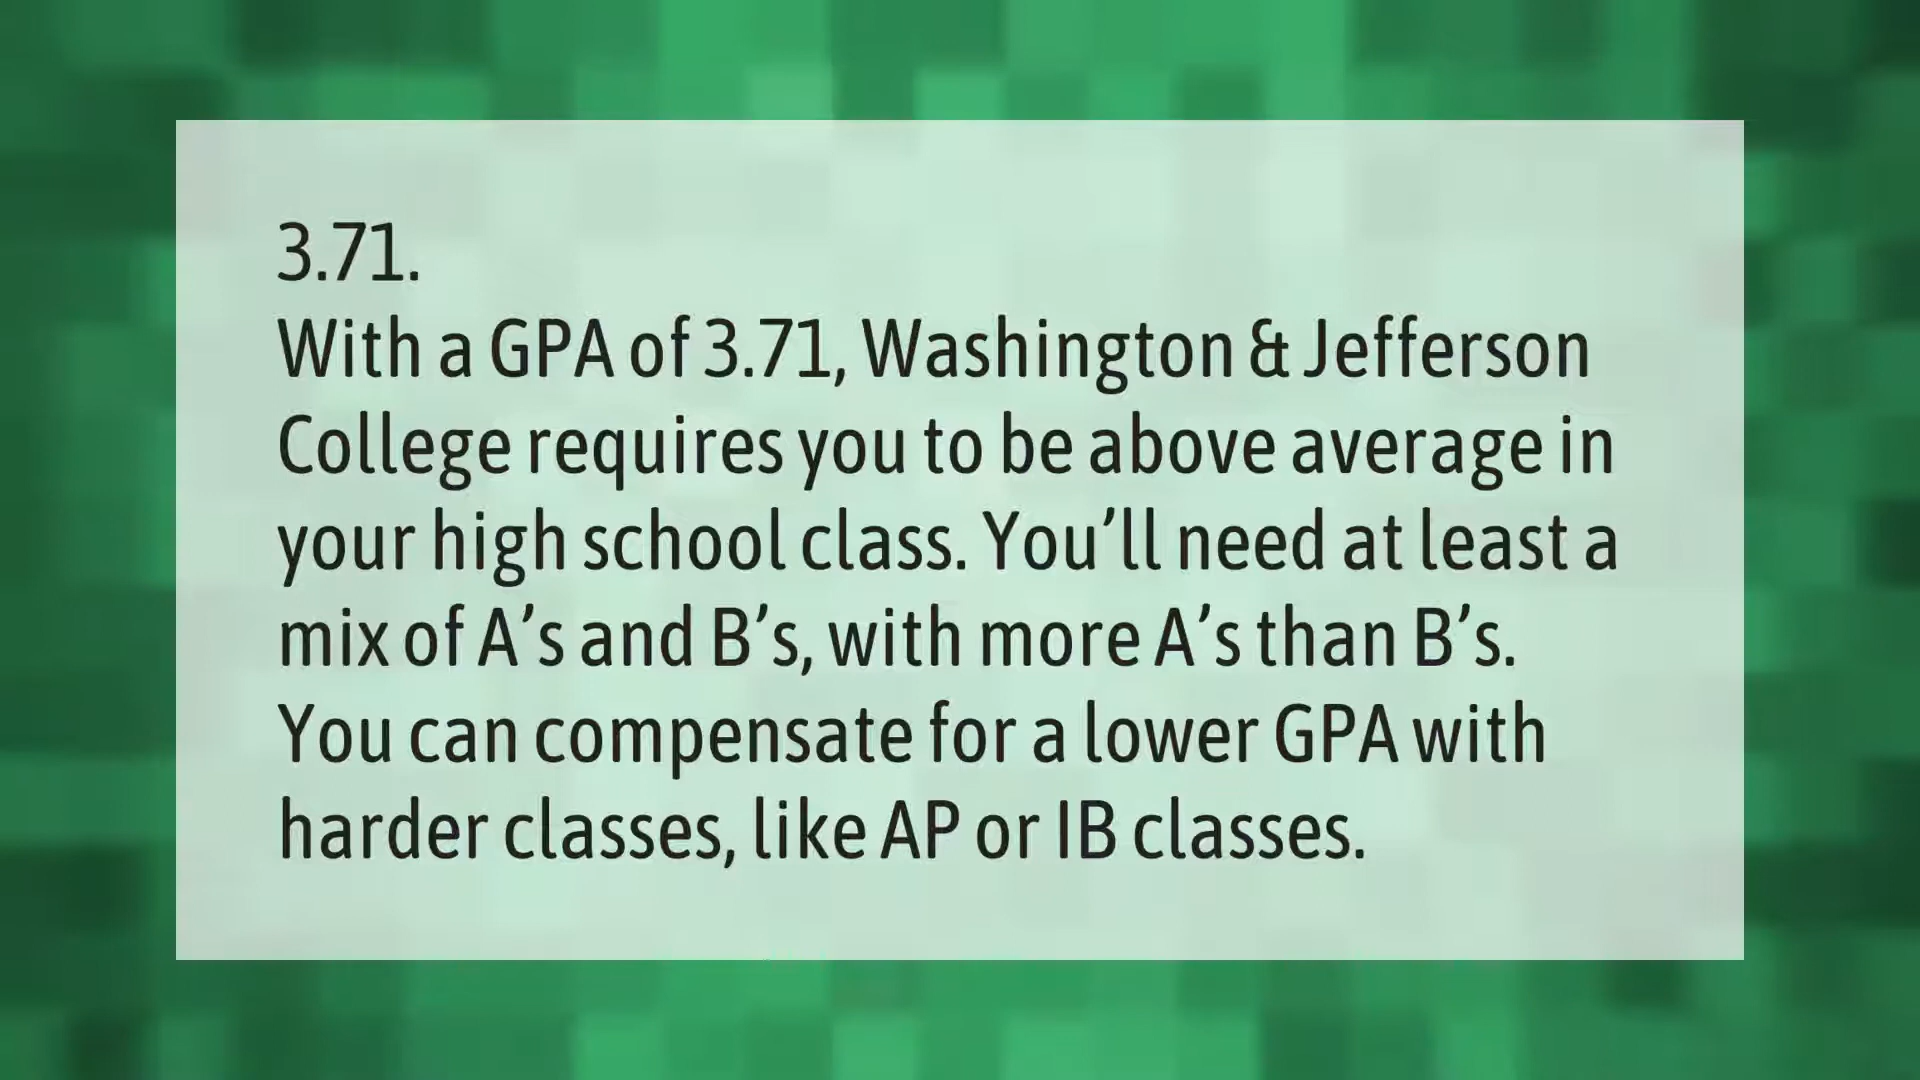 3.71.
With a GPA of 3.71, Washington & Jefferson
College requires you to be above average in
your high school class. You’ll need at least a
mix of A’s and B’s, with more A’s than B’s.
You can compensate for a lower GPA with
harder classes, like AP or IB classes.